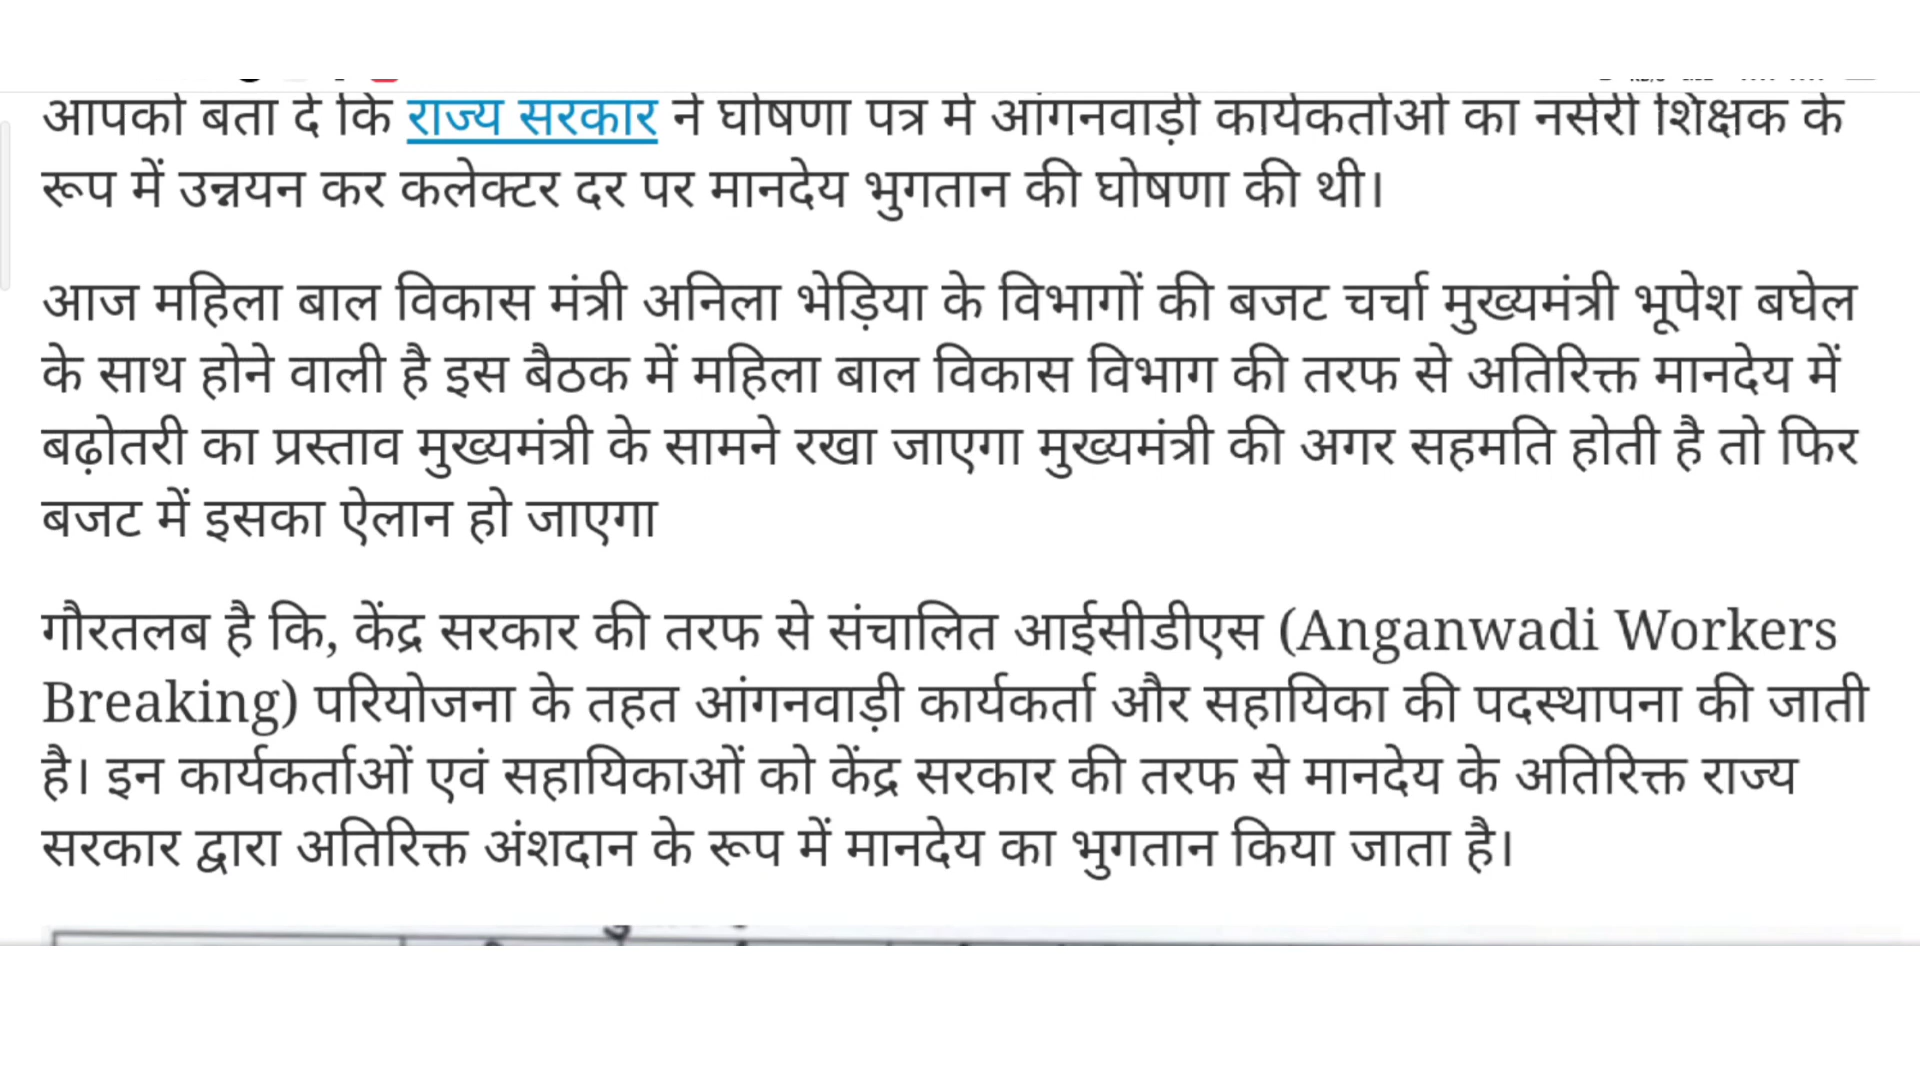 आपको बता दें कि राज्य सरकार ने घोषणा पत्र में आंगनवाड़ी कार्यकर्ताओं का नर्सरी शिक्षक के
रूप में उन्नयन कर कलेक्टर दर पर मानदेय भुगतान की घोषणा की थी।
आज महिला बाल विकास मंत्री अनिला भेड़िया के विभागों की बजट चर्चा मुख्यमंत्री भूपेश बघेल
के साथ होने वाली है इस बैठक में महिला बाल विकास विभाग की तरफ से अतिरिक्त मानदेय में
बढ़ोतरी का प्रस्ताव मुख्यमंत्री के सामने रखा जाएगा मुख्यमंत्री की अगर सहमति होती है तो फिर
बजट में इसका ऐलान हो जाएगा
गौरतलब है कि, केंद्र सरकार की तरफ से संचालित आईसीडीएस (Anganwadi Workers
Breaking) परियोजना के तहत आंगनवाड़ी कार्यकर्ता और सहायिका की पदस्थापना की जाती
है। इन कार्यकर्ताओं एवं सहायिकाओं को केंद्र सरकार की तरफ से मानदेय के अतिरिक्त राज्य
सरकार द्वारा अतिरिक्त अंशदान के रूप में मानदेय का भुगतान किया जाता है।